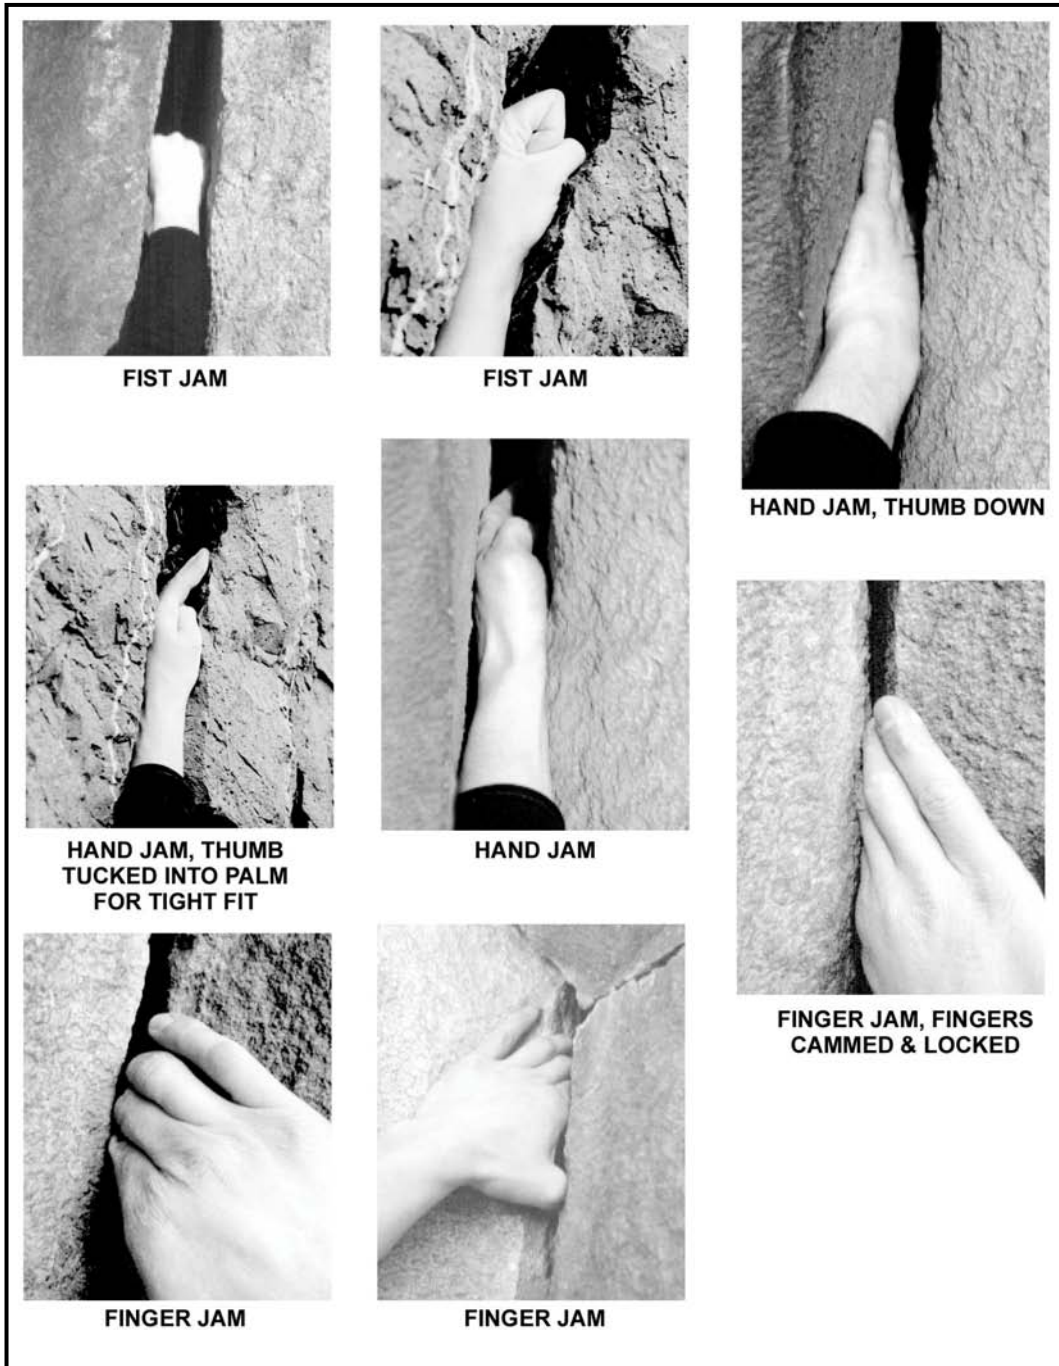 FIST JAM
FIST JAM
HAND JAM, THUMB DOWN
HAND JAM, THUMB
TUCKED INTO PALM
FOR TIGHT FIT
HAND JAM
FINGER JAM, FINGERS
CAMMED & LOCKED
FINGER JAM
FINGER JAM